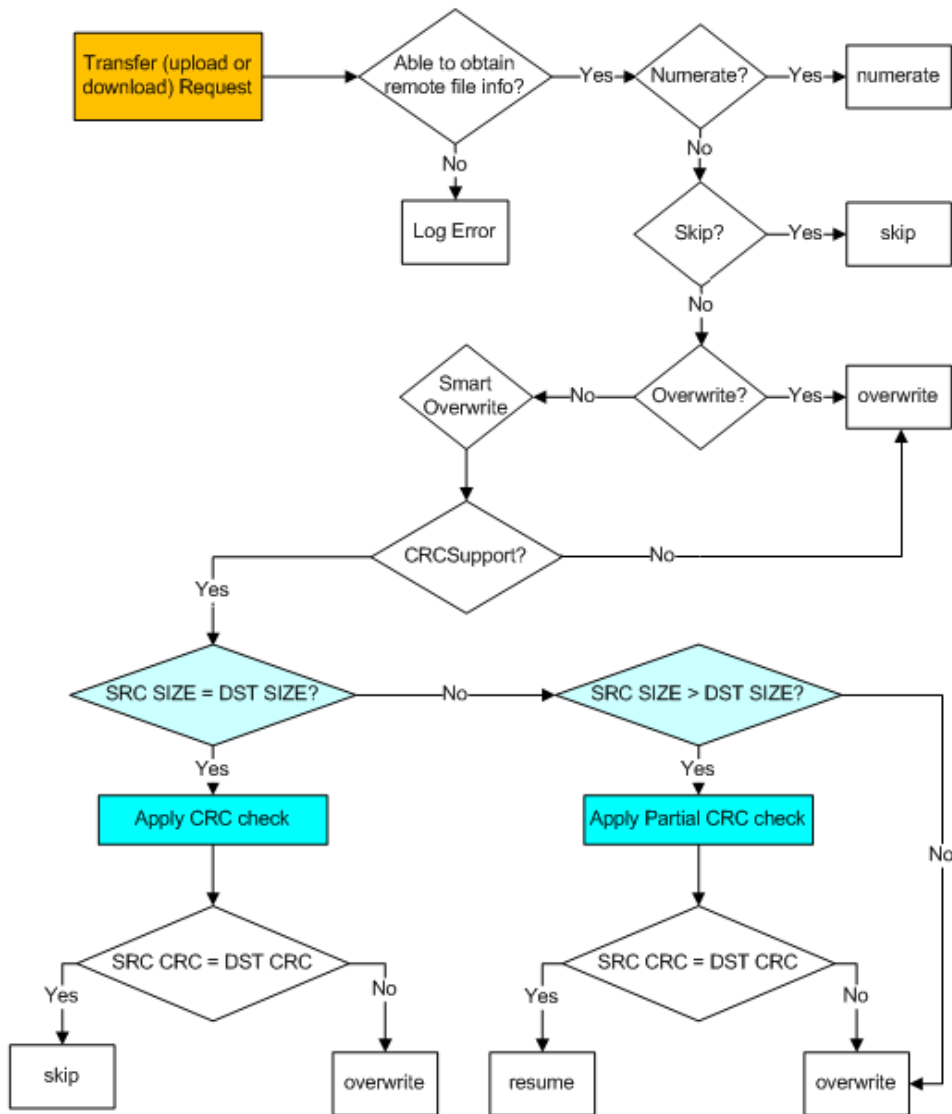 Transfer (upload or
download) Request
Able to obtain
remote file info?
Yes
Numerate?
Yes
numerate
No
Log Error
No
Skip?
Yes
skip
No
Smart
Overwrite
No
Overwrite?
Yes
overwrite
CRCSupport?
No
Yes
SRC SIZE = DST SIZE?
No
SRC SIZE > DST SIZE?
No
Yes
Apply CRC check
Yes
Apply Partial CRC check
SRC CRC = DST CRC
Yes
No
skip
overwrite
SRC CRC = DST CRC
Yes
No
resume
overwrite